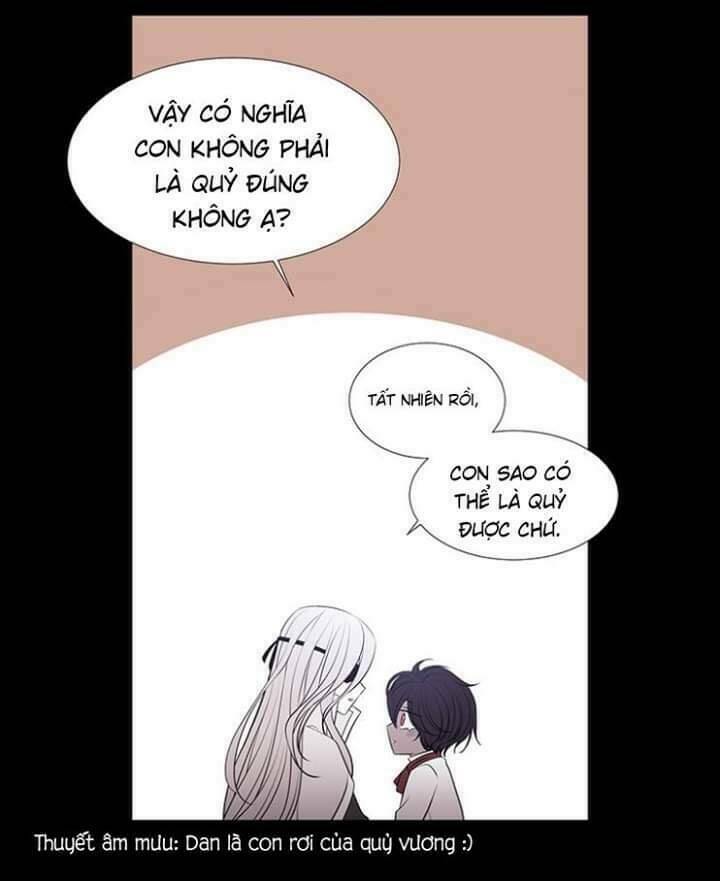 VẬY CÓ NGHĨA
CON KHÔNG PHẢI
LÀ QUỶ ĐÚNG
KHÔNG Ạ?
TẤT NHIÊN RỒI,
CON SAO CÓ
THỂ LÀ QUỶ
ĐƯỢC CHỨ.
Thuyết âm mưu: Dan là con rơi của quỷ vương :)